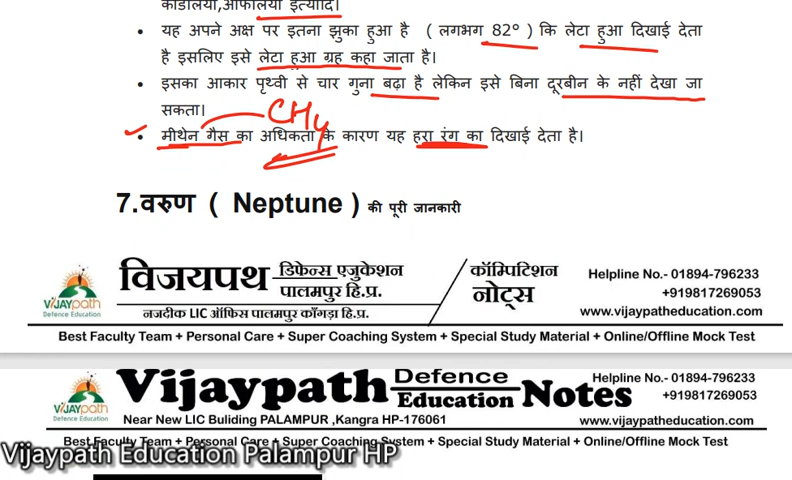 कॉर्डेलिया,ओफेलिया इत्यादि।
• यह अपने अक्ष पर इतना झुका हुआ है ( लगभग 82° ) कि लेटा हुआ दिखाई देता
है इसलिए इसे लेटा हुआ ग्रह कहा जाता है।
• इसका आकार पृथ्वी से चार गुना बढ़ा है लेकिन इसे बिना दूरबीन के नहीं देखा जा
सकता।
CH4
• मीथेन गैस का अधिकता के कारण यह हरा रंग का दिखाई देता है।
7.वरुण ( Neptune ) की पूरी जानकारी
विजयपथ डिफेन्स एजुकेशन पालमपुर हि.प्र.
नजदीक LIC ऑफिस पालमपुर काँगड़ा हि.प्र.
कॉम्पिटिशन नोट्स
Helpline No.- 01894-796233
+919817269053
www.vijaypatheducation.com
VIJAYpath
Defence Education
Best Faculty Team + Personal Care + Super Coaching System + Special Study Material + Online/Offline Mock Test
VIJAYpath
Defence Education
Vijaypath Defence Education Notes
Near New LIC Buliding PALAMPUR ,Kangra HP-176061
Helpline No.- 01894-796233
+919817269053
www.vijaypatheducation.com
Best Faculty Team + Personal Care + Super Coaching System + Special Study Material + Online/Offline Mock Test
Vijaypath Education Palampur HP